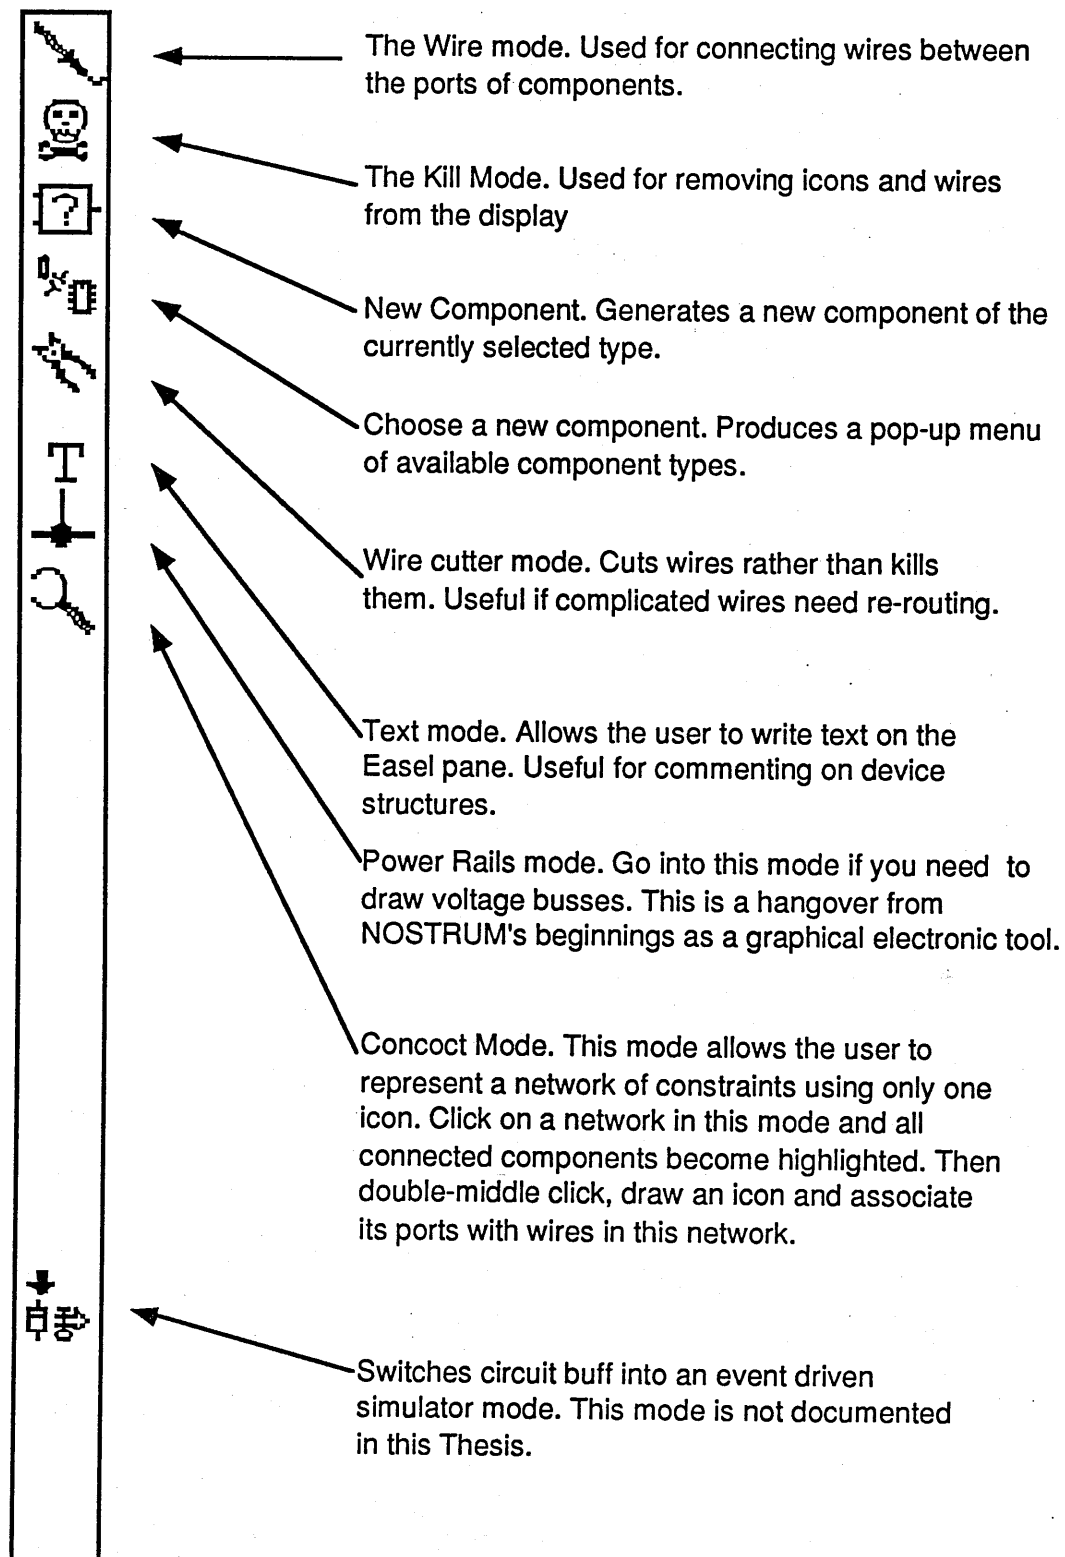 The Wire mode. Used for connecting wires between
the ports of components.
The Kill Mode. Used for removing icons and wires
from the display
?
New Component. Generates a new component of the
currently selected type.
Choose a new component. Produces a pop-up menu
of available component types.
T
Wire cutter mode. Cuts wires rather than kills
them. Useful if complicated wires need re-routing.
Text mode. Allows the user to write text on the
Easel pane. Useful for commenting on device
structures.
Power Rails mode. Go into this mode if you need to
draw voltage busses. This is a hangover from
NOSTRUM's beginnings as a graphical electronic tool.
Concoct Mode. This mode allows the user to
represent a network of constraints using only one
icon. Click on a network in this mode and all
connected components become highlighted. Then
double-middle click, draw an icon and associate
its ports with wires in this network.
Switches circuit buff into an event driven
simulator mode. This mode is not documented
in this Thesis.